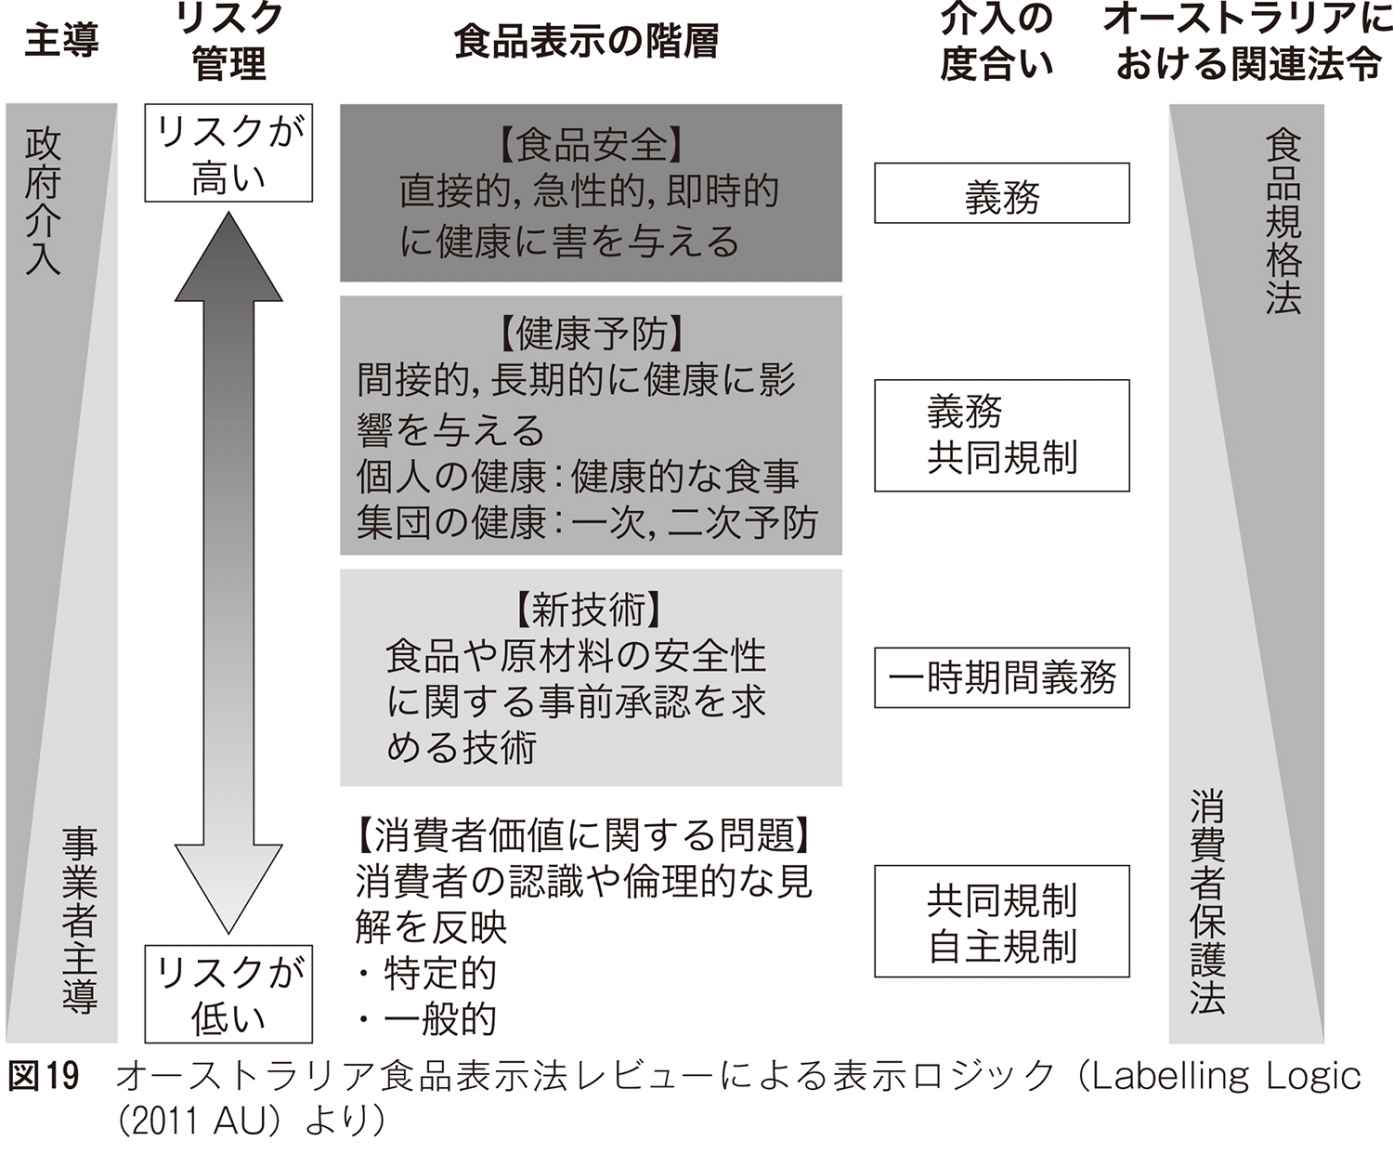 主導
リスク
管理
食品表示の階層
介入の
度合い
オーストラリアに
おける関連法令
政府介入
事業者主導
リスクが
高い
リスクが
低い
【食品安全】
直接的, 急性的, 即時的
に健康に害を与える
【健康予防】
間接的, 長期的に健康に影
響を与える
個人の健康：健康的な食事
集団の健康：一次, 二次予防
【新技術】
食品や原材料の安全性
に関する事前承認を求
める技術
【消費者価値に関する問題】
消費者の認識や倫理的な見
解を反映
・特定的
・一般的
義務
義務
共同規制
一時期間義務
共同規制
自主規制
食品規格法
消費者保護法
図19 オーストラリア食品表示法レビューによる表示ロジック（Labelling Logic
（2011 AU）より）